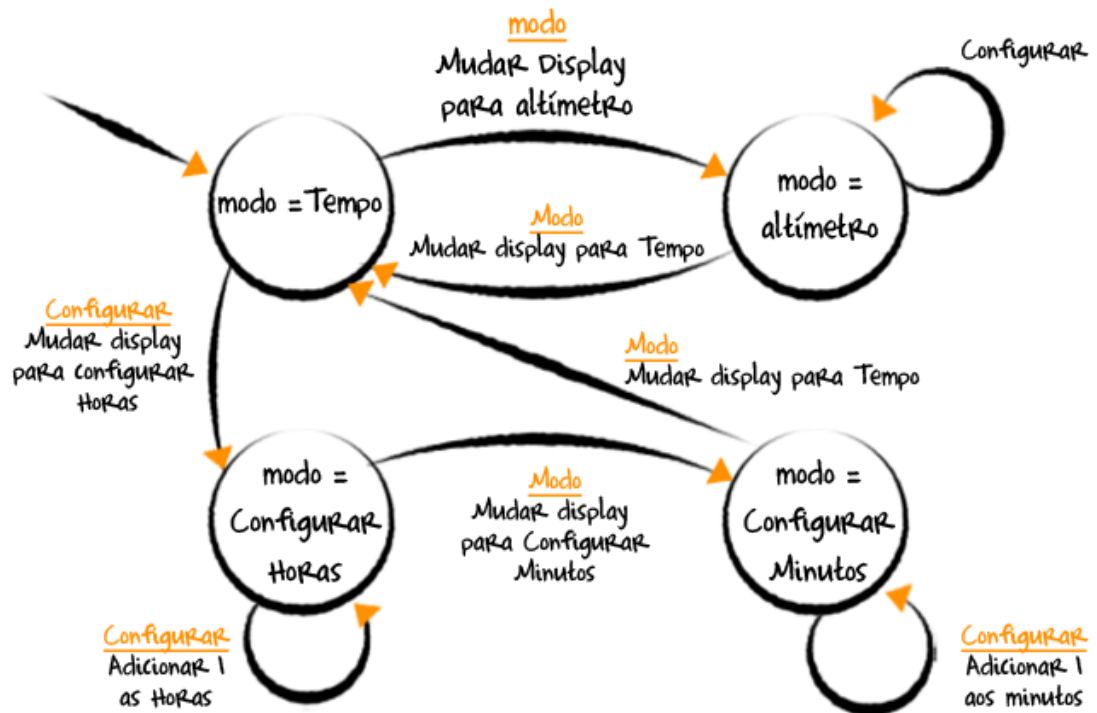 modo
Mudar Display
para altímetro
Configurar
modo = Tempo
modo =
altímetro
Modo
Mudar display para Tempo
Configurar
Mudar display
para configurar
Horas
Modo
Mudar display para Tempo
modo =
Configurar
Horas
Modo
Mudar display
para Configurar
Minutos
modo =
Configurar
Minutos
Configurar
Adicionar 1
as Horas
Configurar
Adicionar 1
aos minutos